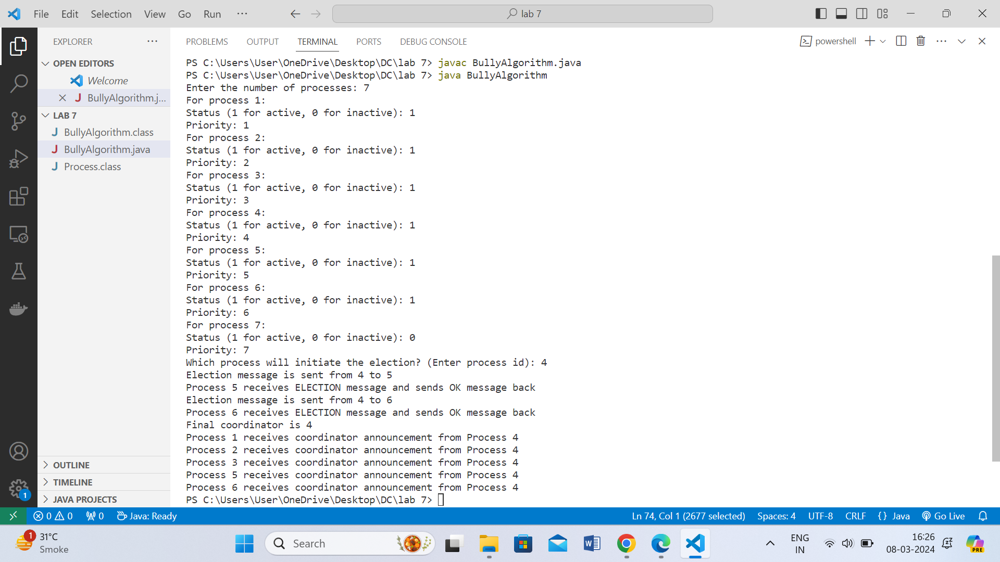 File Edit Selection View Go Run ··· lab 7
EXPLORER ···
OPEN EDITORS
Welcome
BullyAlgorithm.j...
LAB 7
BullyAlgorithm.class
BullyAlgorithm.java
Process.class
OUTLINE
TIMELINE
JAVA PROJECTS
PROBLEMS OUTPUT TERMINAL PORTS DEBUG CONSOLE powershell
PS C:\Users\User\OneDrive\Desktop\DC\lab 7> javac BullyAlgorithm.java
PS C:\Users\User\OneDrive\Desktop\DC\lab 7> java BullyAlgorithm
Enter the number of processes: 7
For process 1:
Status (1 for active, 0 for inactive): 1
Priority: 1
For process 2:
Status (1 for active, 0 for inactive): 1
Priority: 2
For process 3:
Status (1 for active, 0 for inactive): 1
Priority: 3
For process 4:
Status (1 for active, 0 for inactive): 1
Priority: 4
For process 5:
Status (1 for active, 0 for inactive): 1
Priority: 5
For process 6:
Status (1 for active, 0 for inactive): 1
Priority: 6
For process 7:
Status (1 for active, 0 for inactive): 0
Priority: 7
Which process will initiate the election? (Enter process id): 4
Election message is sent from 4 to 5
Process 5 receives ELECTION message and sends OK message back
Election message is sent from 4 to 6
Process 6 receives ELECTION message and sends OK message back
Final coordinator is 4
Process 1 receives coordinator announcement from Process 4
Process 2 receives coordinator announcement from Process 4
Process 3 receives coordinator announcement from Process 4
Process 5 receives coordinator announcement from Process 4
Process 6 receives coordinator announcement from Process 4
PS C:\Users\User\OneDrive\Desktop\DC\lab 7>
1
0 0 0 Java: Ready Ln 74, Col 1 (2677 selected) Spaces: 4 UTF-8 CRLF {} Java Go Live
1 31°C
Smoke
Search
W
ENG
IN
16:26
08-03-2024
PRE